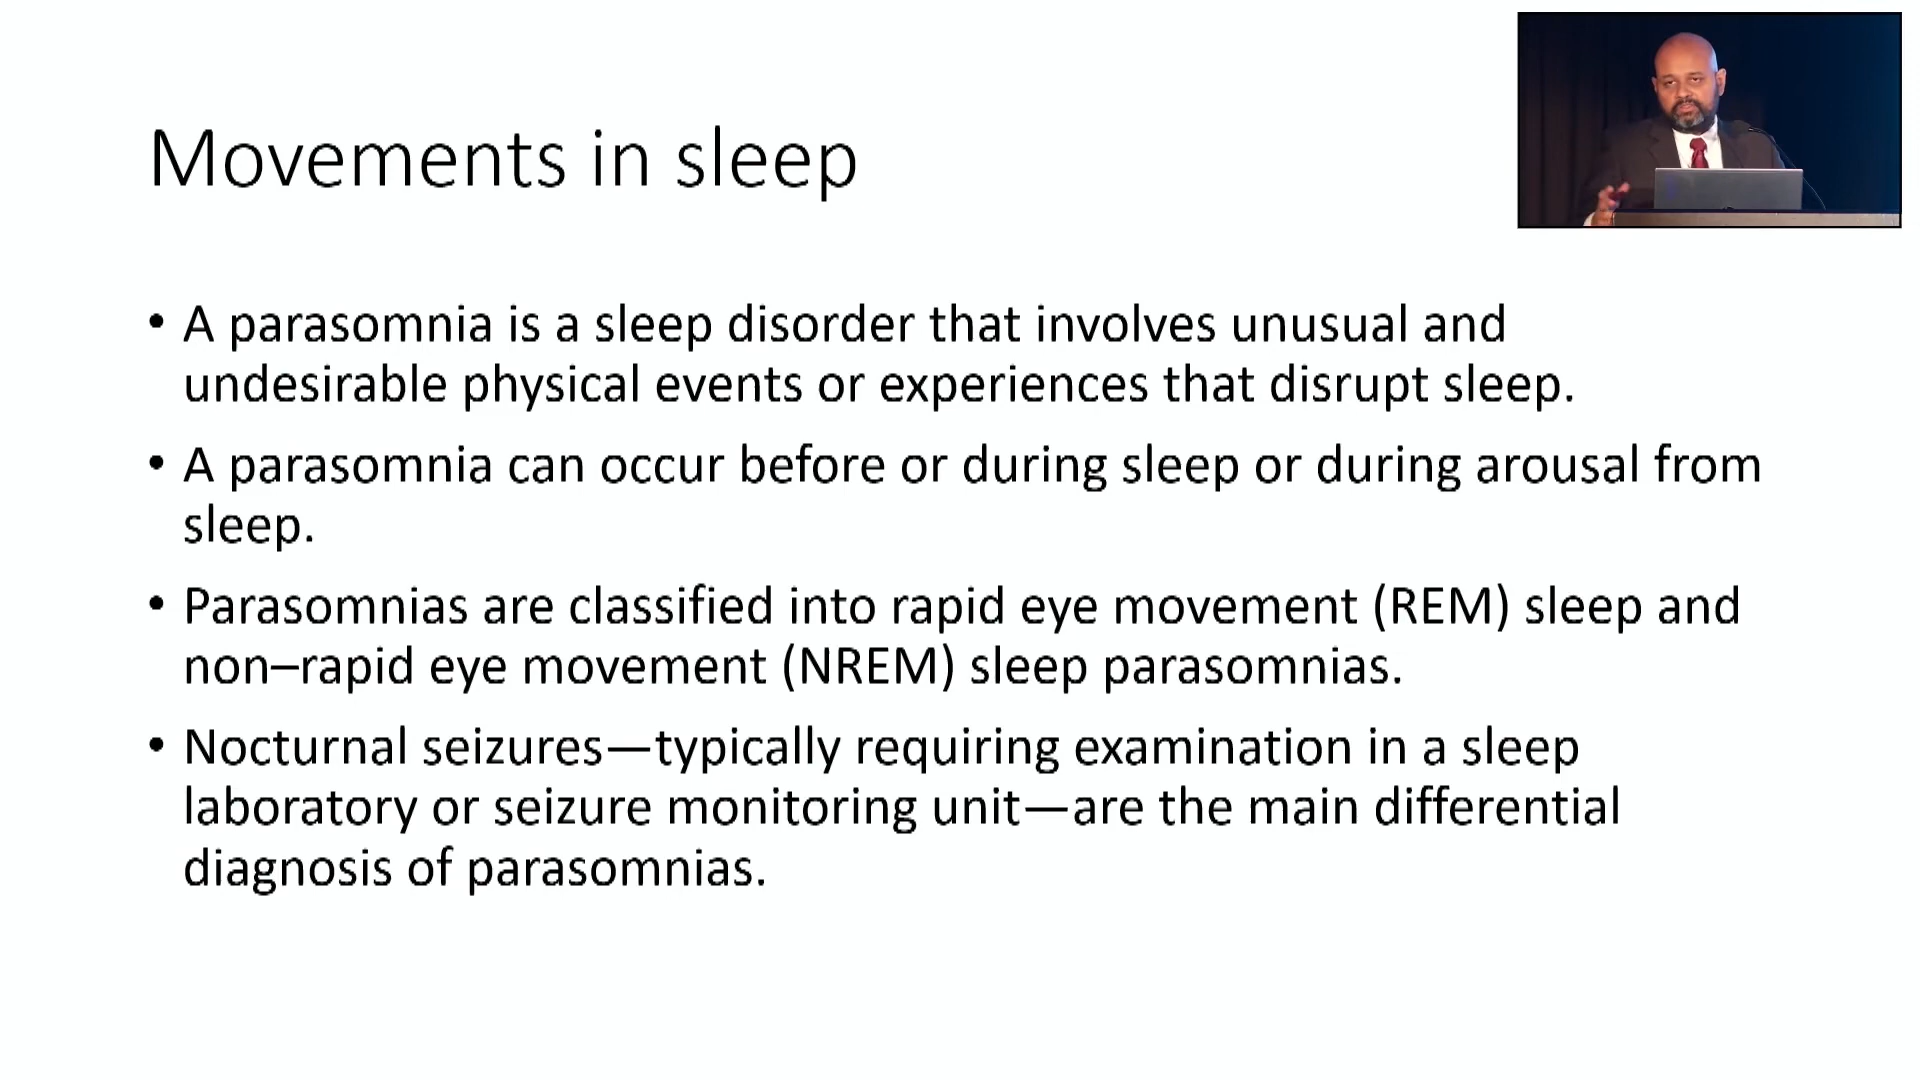 Movements in sleep
• A parasomnia is a sleep disorder that involves unusual and
undesirable physical events or experiences that disrupt sleep.
• A parasomnia can occur before or during sleep or during arousal from
sleep.
• Parasomnias are classified into rapid eye movement (REM) sleep and
non–rapid eye movement (NREM) sleep parasomnias.
• Nocturnal seizures—typically requiring examination in a sleep
laboratory or seizure monitoring unit—are the main differential
diagnosis of parasomnias.